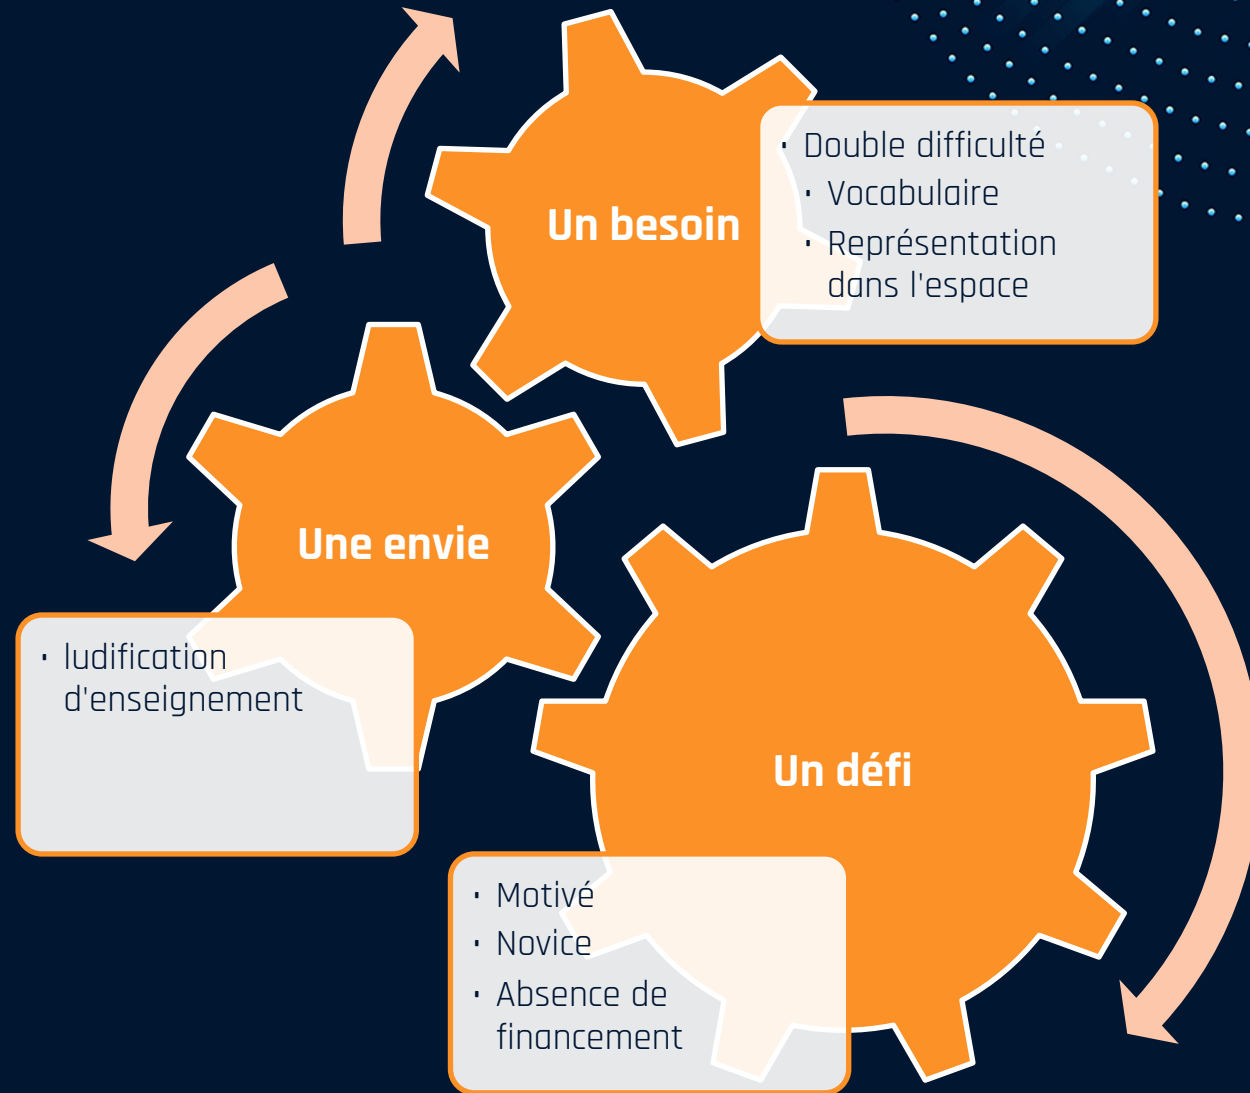 Un besoin
· Double difficulté
· Vocabulaire
· Représentation
dans l'espace
Une envie
· ludification
d'enseignement
Un défi
· Motivé
· Novice
· Absence de
financement